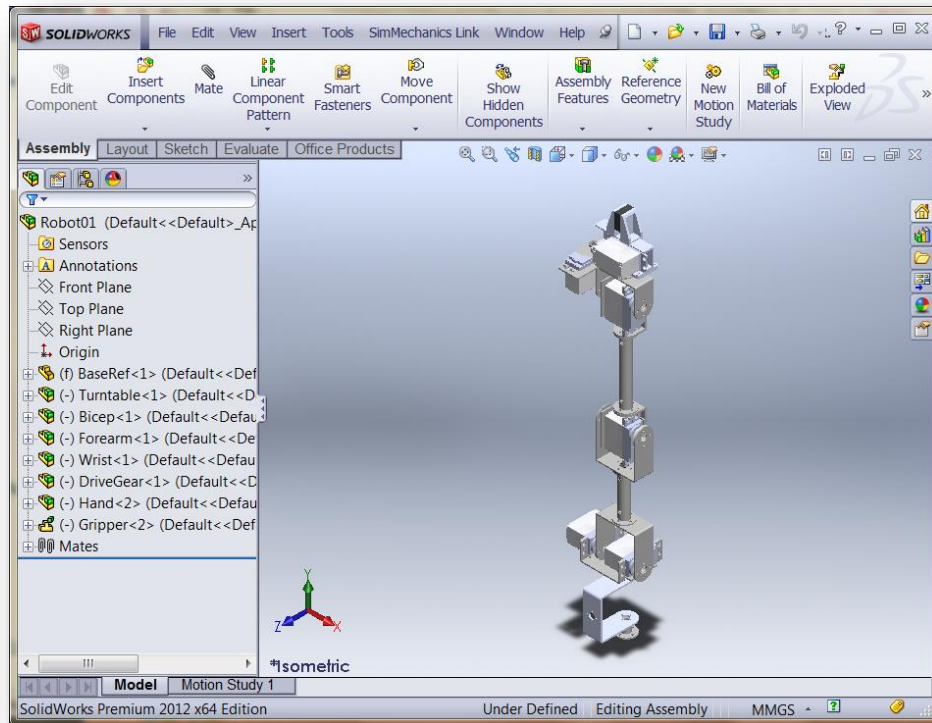 SOLIDWORKS File Edit View Insert Tools SimMechanics Link Window Help
Edit Component
Insert Components
Mate
Linear Component Pattern
Smart Fasteners
Move Component
Show Hidden Components
Assembly Features
Reference Geometry
New Motion Study
Bill of Materials
Exploded View
Assembly Layout Sketch Evaluate Office Products
Robot01 (Default<<Default>_Ap
Sensors
Annotations
Front Plane
Top Plane
Right Plane
Origin
(f) BaseRef<1> (Default<<Def
(-) Turntable<1> (Default<<D
(-) Bicep<1> (Default<<Defau
(-) Forearm<1> (Default<<De
(-) Wrist<1> (Default<<Defau
(-) DriveGear<1> (Default<<D
(-) Hand<2> (Default<<Defau
(-) Gripper<2> (Default<<Def
Mates
Y
Z X
*Isometric
Model Motion Study 1
SolidWorks Premium 2012 x64 Edition Under Defined Editing Assembly MMGS